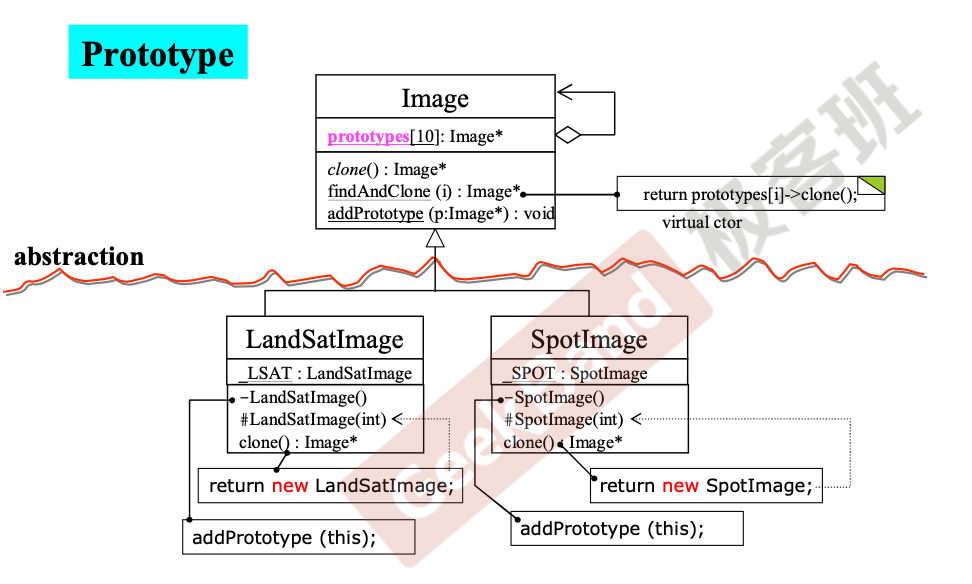 Prototype
Image
prototypes[10]: Image*
clone() : Image*
findAndClone (i) : Image*
addPrototype (p:Image*) : void
return prototypes[i]->clone();
virtual ctor
abstraction
LandSatImage
_LSAT : LandSatImage
-LandSatImage()
#LandSatImage(int)
clone() : Image*
return new LandSatImage;
addPrototype (this);
SpotImage
_SPOT : SpotImage
-SpotImage()
#SpotImage(int)
clone() : Image*
return new SpotImage;
addPrototype (this);
GeekBand
极客班